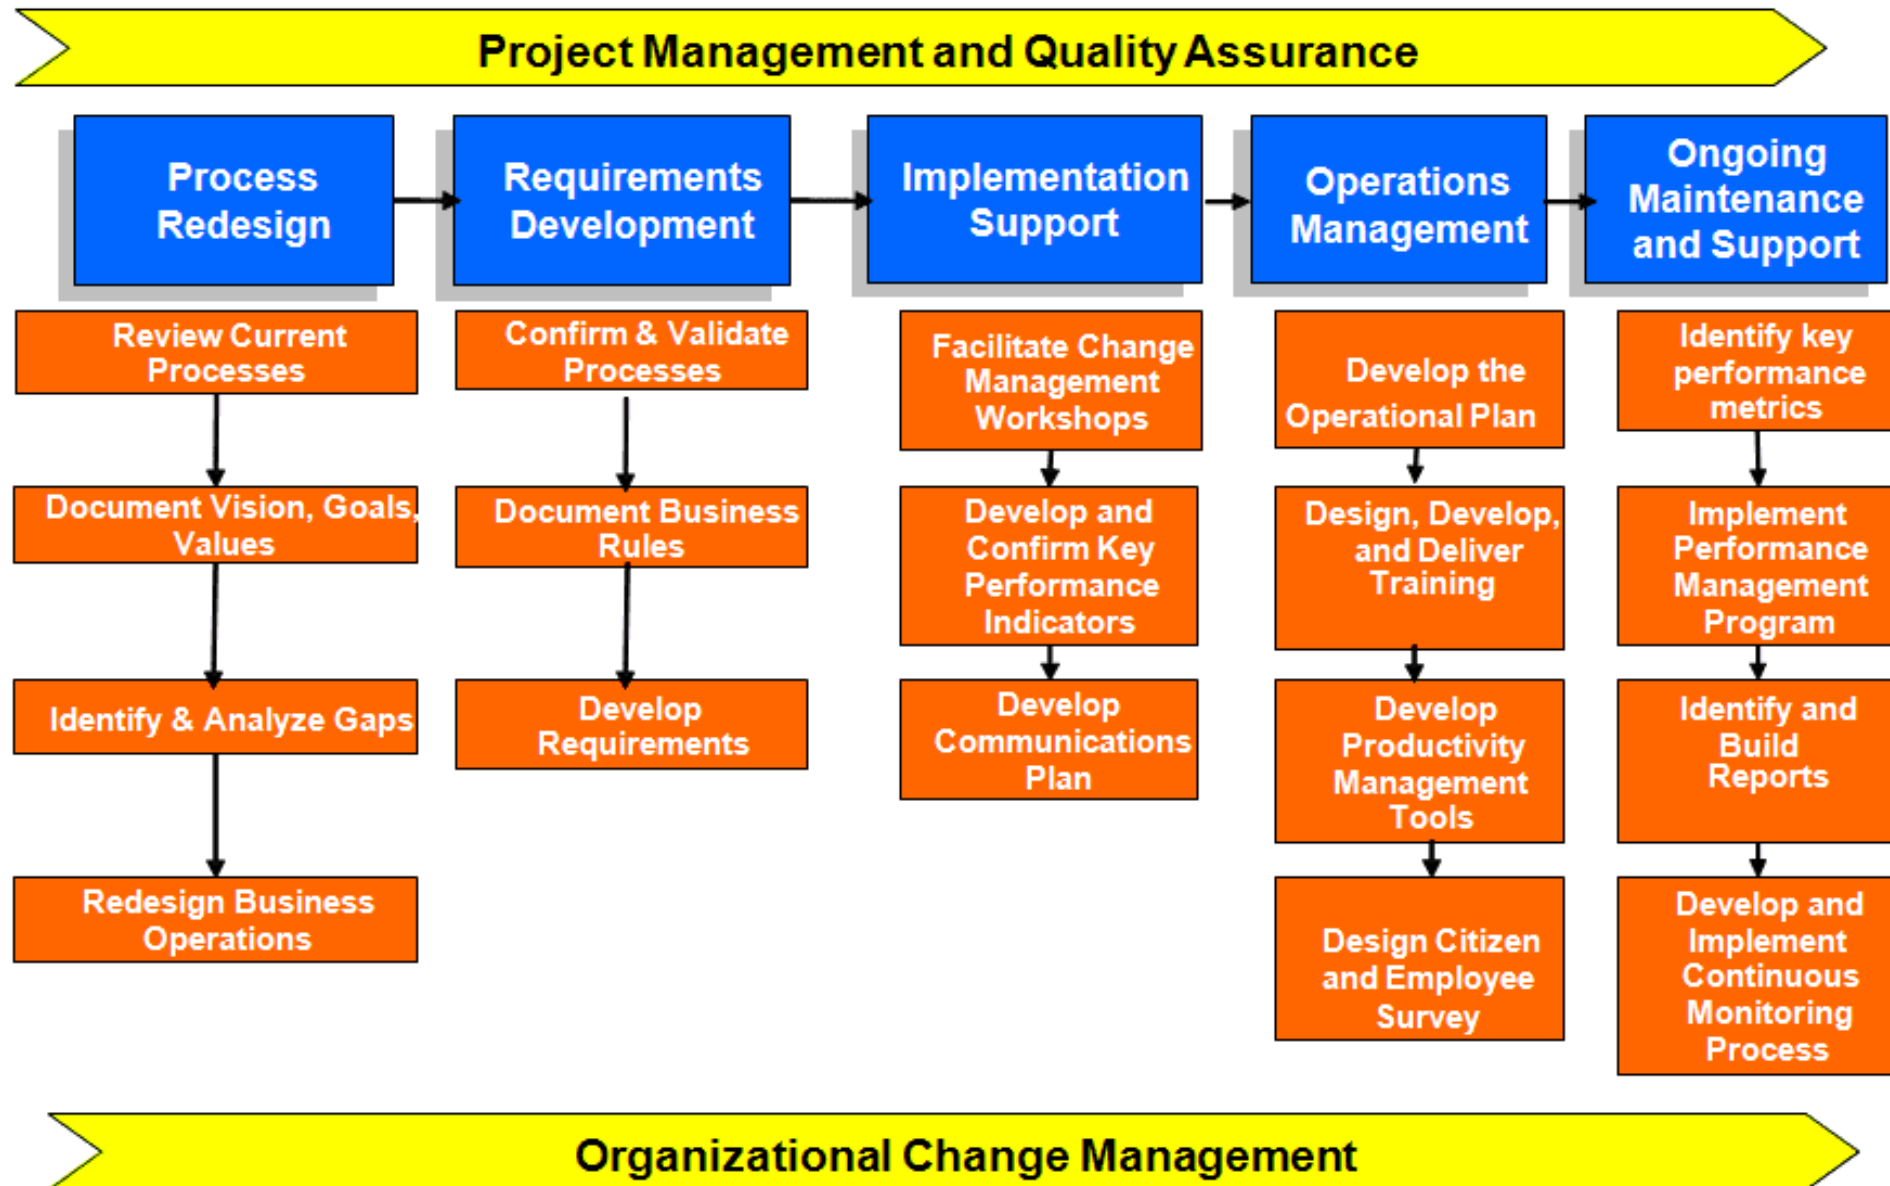 Project Management and Quality Assurance
Process
Redesign
Requirements
Development
Implementation
Support
Operations
Management
Ongoing
Maintenance
and Support
Review Current
Processes
Document Vision, Goals,
Values
Identify & Analyze Gaps
Redesign Business
Operations
Confirm & Validate
Processes
Document Business
Rules
Develop
Requirements
Facilitate Change
Management
Workshops
Develop and
Confirm Key
Performance
Indicators
Develop
Communications
Plan
Develop the
Operational Plan
Design, Develop,
and Deliver
Training
Develop
Productivity
Management
Tools
Design Citizen
and Employee
Survey
Identify key
performance
metrics
Implement
Performance
Management
Program
Identify and
Build
Reports
Develop and
Implement
Continuous
Monitoring
Process
Organizational Change Management